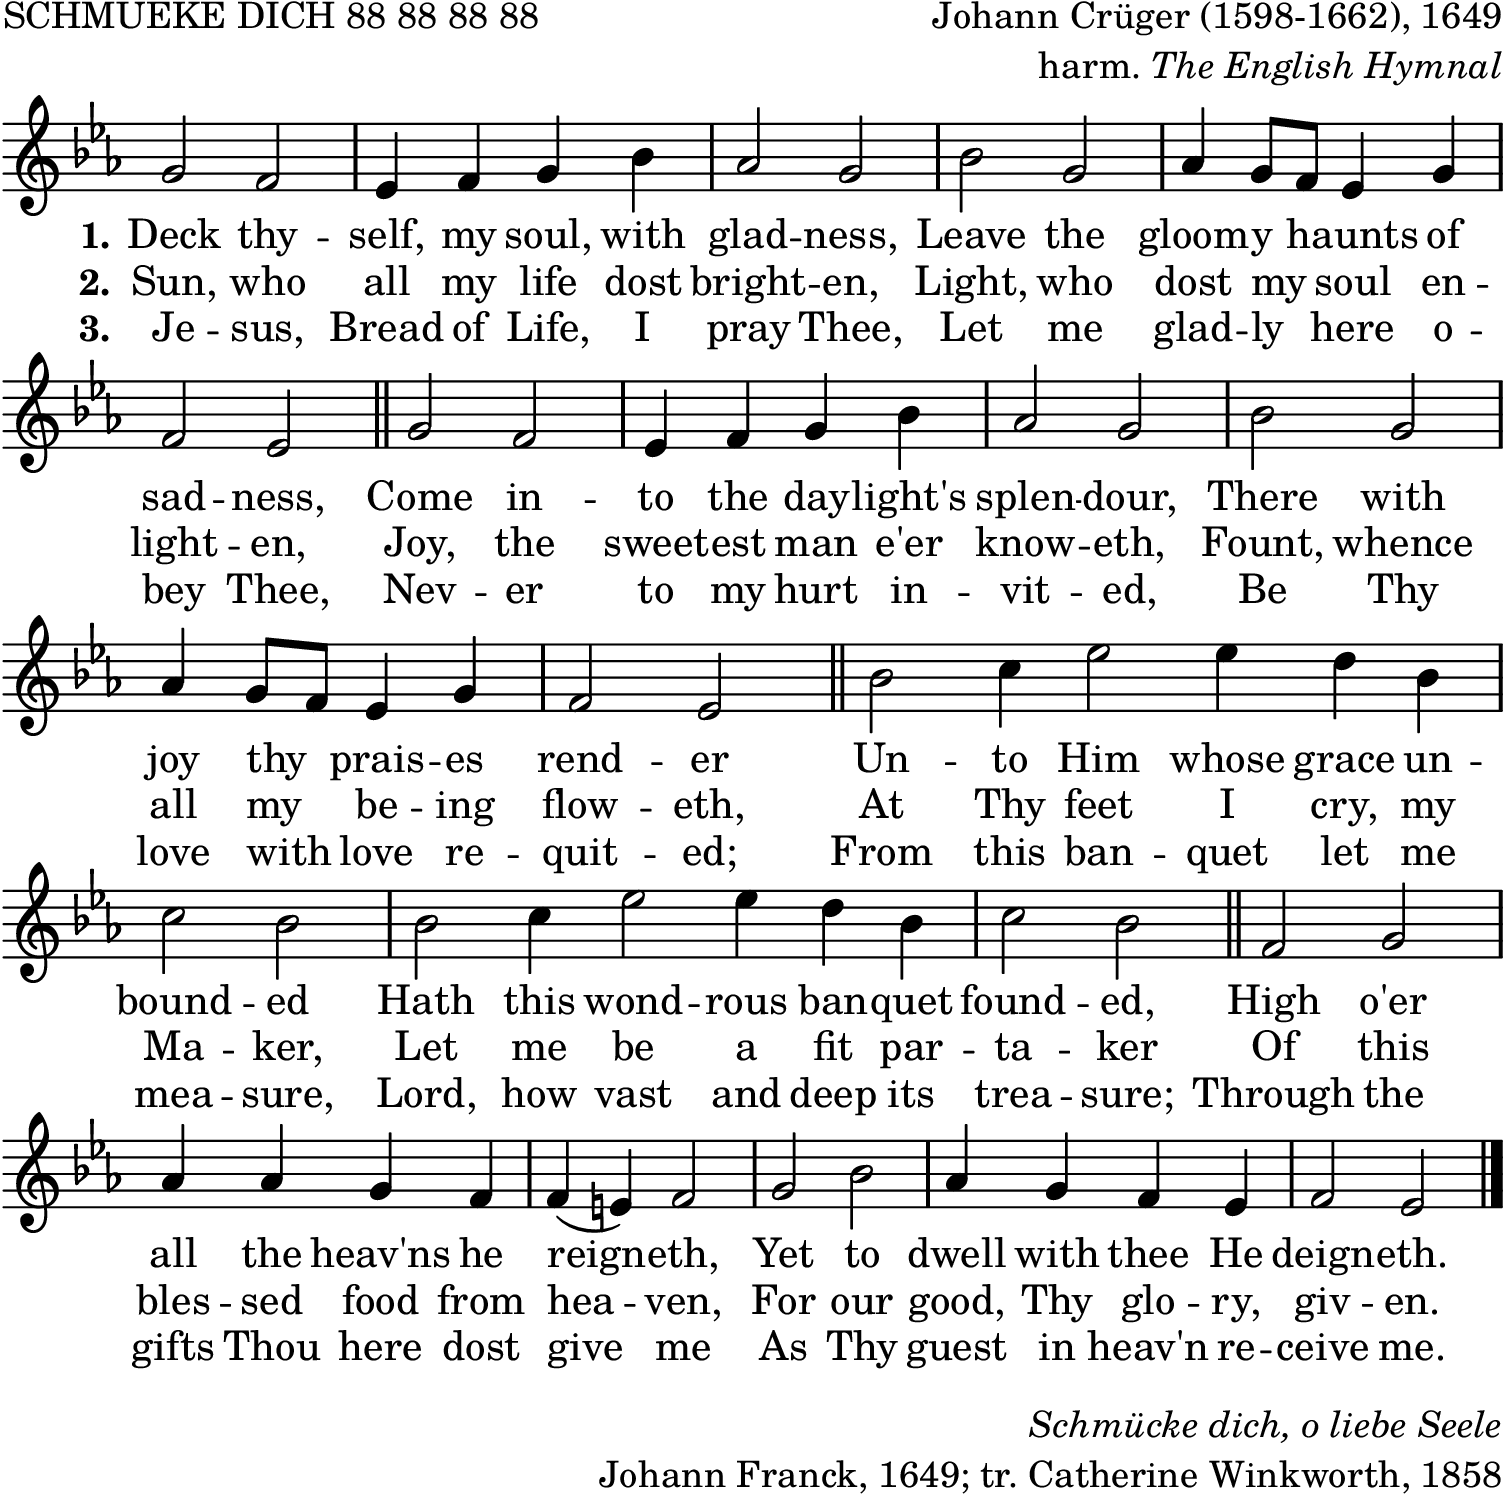 SCHMUEKE DICH 88 88 88 88
Johann Crüger (1598-1662), 1649
harm. The English Hymnal
1. Deck thy - self, my soul, with glad - ness, Leave the gloomy haunts of
2. Sun, who all my life dost bright - en, Light, who dost my soul en -
3. Je - sus, Bread of Life, I pray Thee, Let me glad - ly here o -
sad - ness, Come in - to the daylight's splen - dour, There with
light - en, Joy, the sweetest man e'er know - eth, Fount, whence
bey Thee, Nev - er to my hurt in - vit - ed, Be Thy
joy thy prais - es rend - er Un - to Him whose grace un -
all my be - ing flow - eth, At Thy feet I cry, my
love with love re - quit - ed; From this ban - quet let me
bound - ed Hath this wond - rous banquet found - ed, High o'er
Ma - ker, Let me be a fit par - ta - ker Of this
mea - sure, Lord, how vast and deep its trea - sure; Through the
all the heav'ns he reigneth, Yet to dwell with thee He deigneth.
bles - sed food from hea - ven, For our good, Thy glo - ry, giv - en.
gifts Thou here dost give me As Thy guest in heav'n re - ceive me.
Schmücke dich, o liebe Seele
Johann Franck, 1649; tr. Catherine Winkworth, 1858